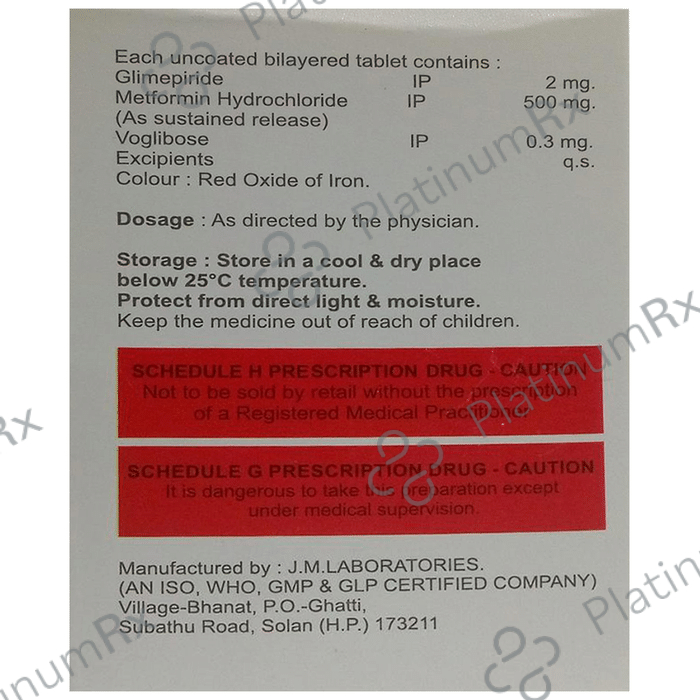 Each uncoated bilayered tablet contains :
Glimepiride IP 2 mg.
Metformin Hydrochloride IP 500 mg.
(As sustained release)
Voglibose IP 0.3 mg.
Excipients q.s.
Colour : Red Oxide of Iron.
Dosage : As directed by the physician.
Storage : Store in a cool & dry place
below 25°C temperature.
Protect from direct light & moisture.
Keep the medicine out of reach of children.
SCHEDULE H PRESCRIPTION DRUG - CAUTION
Not to be sold by retail without the prescription
of a Registered Medical Practitioner
SCHEDULE G PRESCRIPTION DRUG - CAUTION
It is dangerous to take this preparation except
under medical supervision.
Manufactured by : J.M.LABORATORIES.
(AN ISO, WHO, GMP & GLP CERTIFIED COMPANY)
Village-Bhanat, P.O.-Ghatti,
Subathu Road, Solan (H.P.) 173211
PlatinumRx
PlatinumRx
PlatinumRx
Rx
PlatinumRx
inumRx